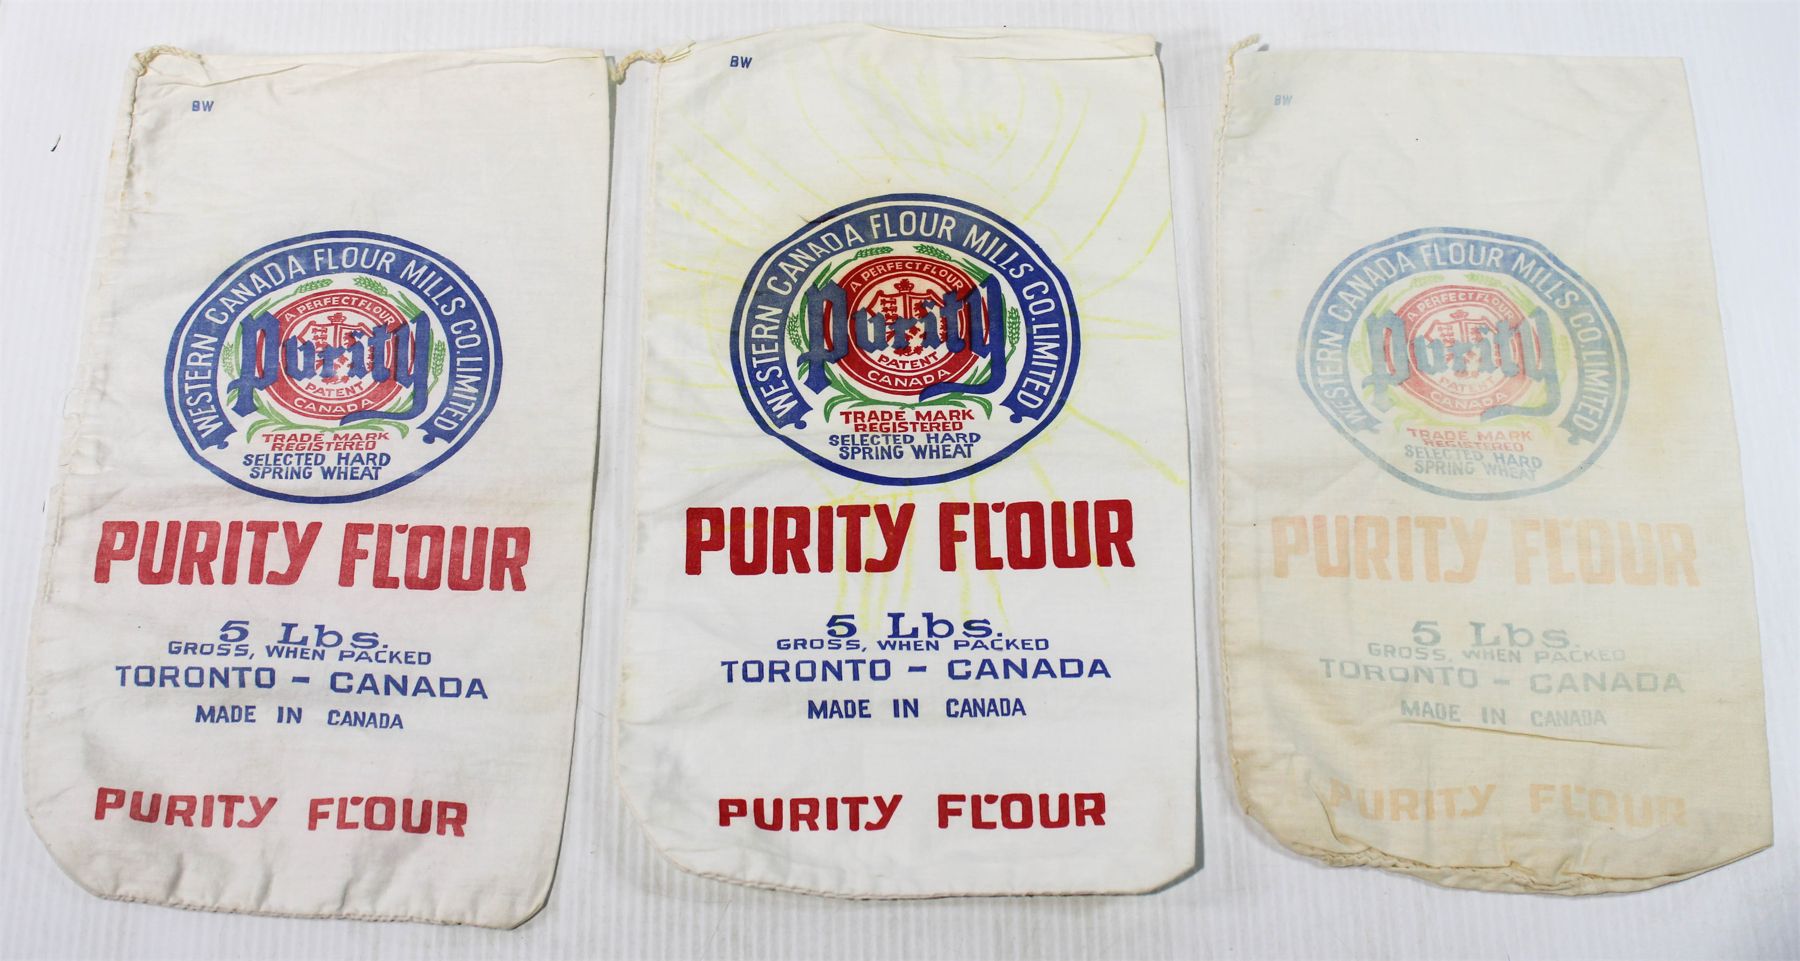 BW
WESTERN CANADA FLOUR MILLS CO. LIMITED
A PERFECT FLOUR
Purity
PATENT
CANADA
TRADE MARK
REGISTERED
SELECTED HARD
SPRING WHEAT
PURITY FLOUR
5 Lbs.
GROSS, WHEN PACKED
TORONTO - CANADA
MADE IN CANADA
PURITY FLOUR
BW
WESTERN CANADA FLOUR MILLS CO. LIMITED
A PERFECT FLOUR
Purity
PATENT
CANADA
TRADE MARK
REGISTERED
SELECTED HARD
SPRING WHEAT
PURITY FLOUR
5 Lbs.
GROSS, WHEN PACKED
TORONTO - CANADA
MADE IN CANADA
PURITY FLOUR
BW
WESTERN CANADA FLOUR MILLS CO. LIMITED
A PERFECT FLOUR
Purity
PATENT
CANADA
TRADE MARK
REGISTERED
SELECTED HARD
SPRING WHEAT
PURITY FLOUR
5 Lbs.
GROSS, WHEN PACKED
TORONTO - CANADA
MADE IN CANADA
PURITY FLOUR